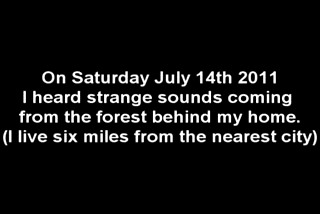 On Saturday July 14th 2011
I heard strange sounds coming
from the forest behind my home.
(I live six miles from the nearest city)